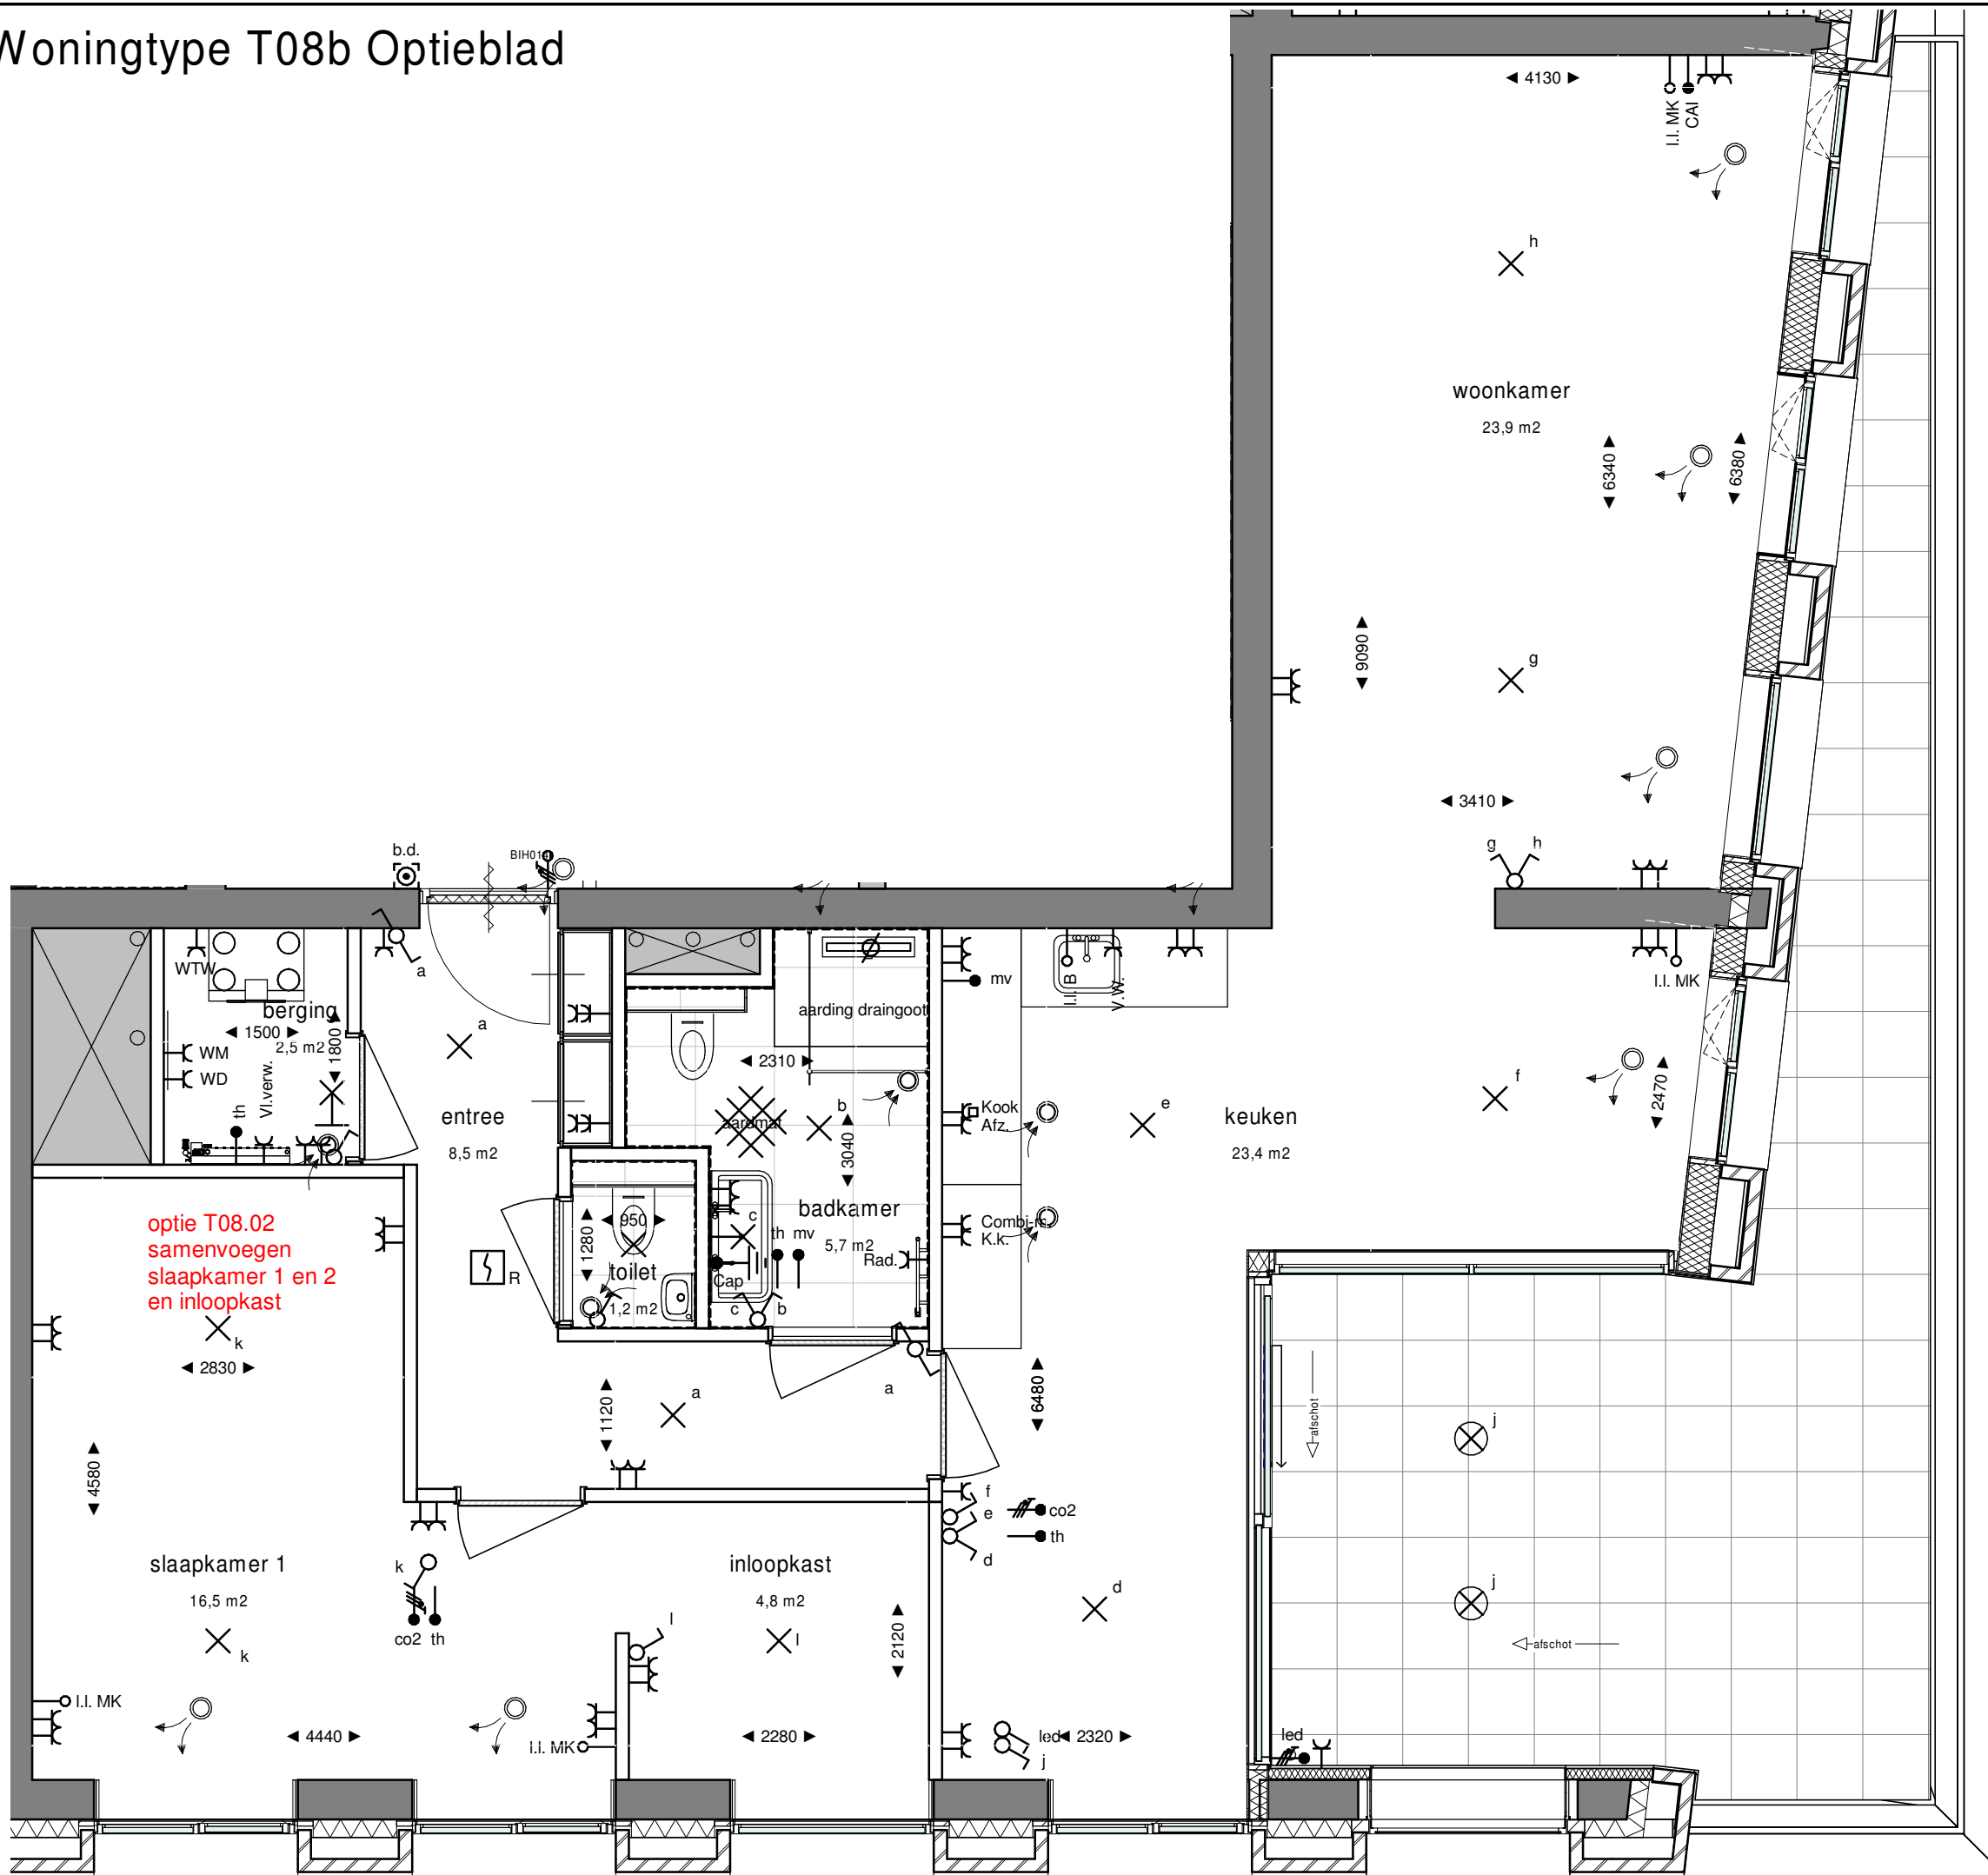 Woningtype T08b Optieblad
4130
I.I. MK
CAI
h
woonkamer
23,9 m2
6340
6380
9090
g
3410
g h
b.d.
BIH01
a
WTW
berging
1500
2,5 m2
1800
WM
WD
th
Vl.verw.
a
entree
8,5 m2
aarding draingoot
2310
aardmat
b
3040
badkamer
5,7 m2
c
th mv
Rad.
Cap
c b
950
1280
toilet
1,2 m2
R
mv
I.I. B
V.W.
I.I. MK
Kook
Afz.
e
keuken
23,4 m2
f
2470
Combi-m.
K.k.
optie T08.02
samenvoegen
slaapkamer 1 en 2
en inloopkast
k
2830
4580
1120
a
a
6480
afschot
j
f
e
d
co2
th
slaapkamer 1
16,5 m2
k
k
co2 th
inloopkast
4,8 m2
l
l
2120
d
j
afschot
I.I. MK
4440
I.I. MK
2280
led
j
2320
led